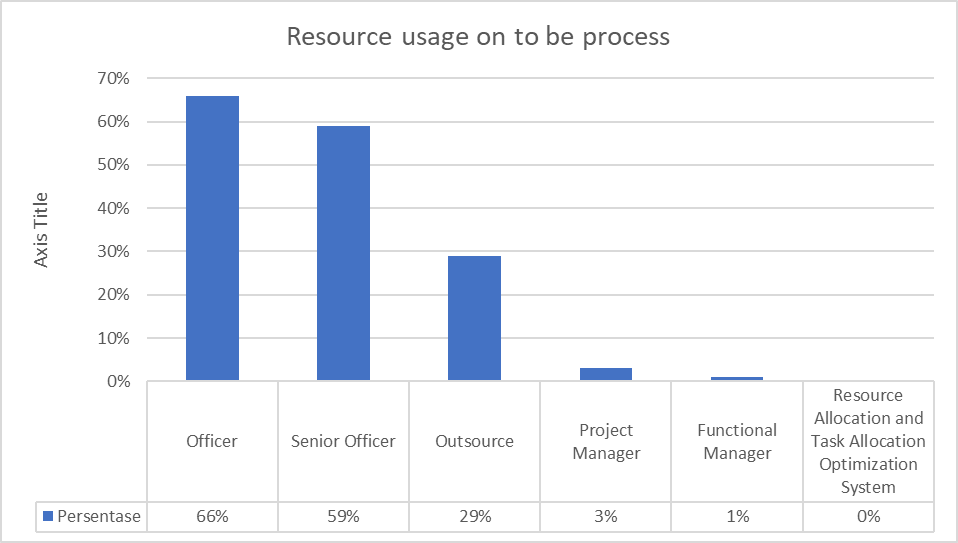 Resource usage on to be process
Axis Title
70%
60%
50%
40%
30%
20%
10%
0%
Officer
Senior Officer
Outsource
Project
Manager
Functional
Manager
Resource
Allocation and
Task Allocation
Optimization
System
Persentase 66% 59% 29% 3% 1% 0%